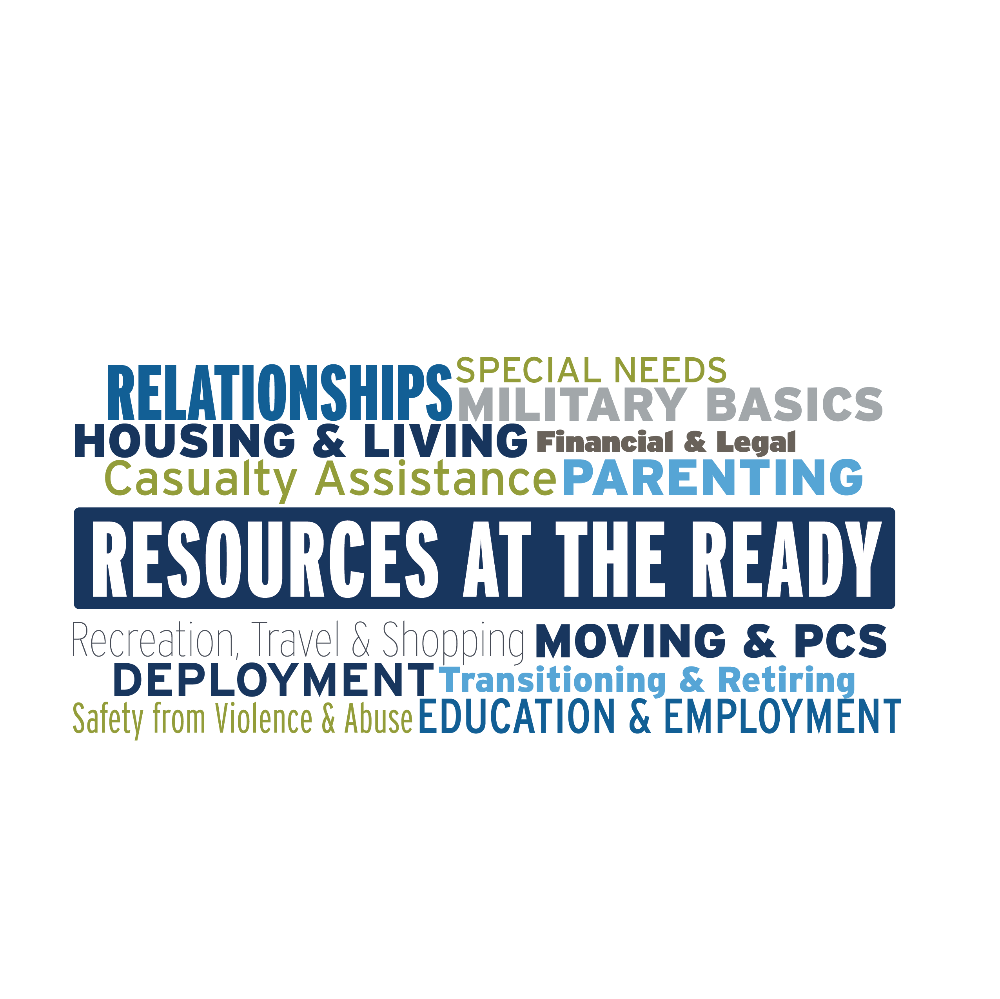 RELATIONSHIPS SPECIAL NEEDS
MILITARY BASICS
HOUSING & LIVING Financial & Legal
Casualty Assistance PARENTING
RESOURCES AT THE READY
Recreation, Travel & Shopping MOVING & PCS
DEPLOYMENT Transitioning & Retiring
Safety from Violence & Abuse EDUCATION & EMPLOYMENT